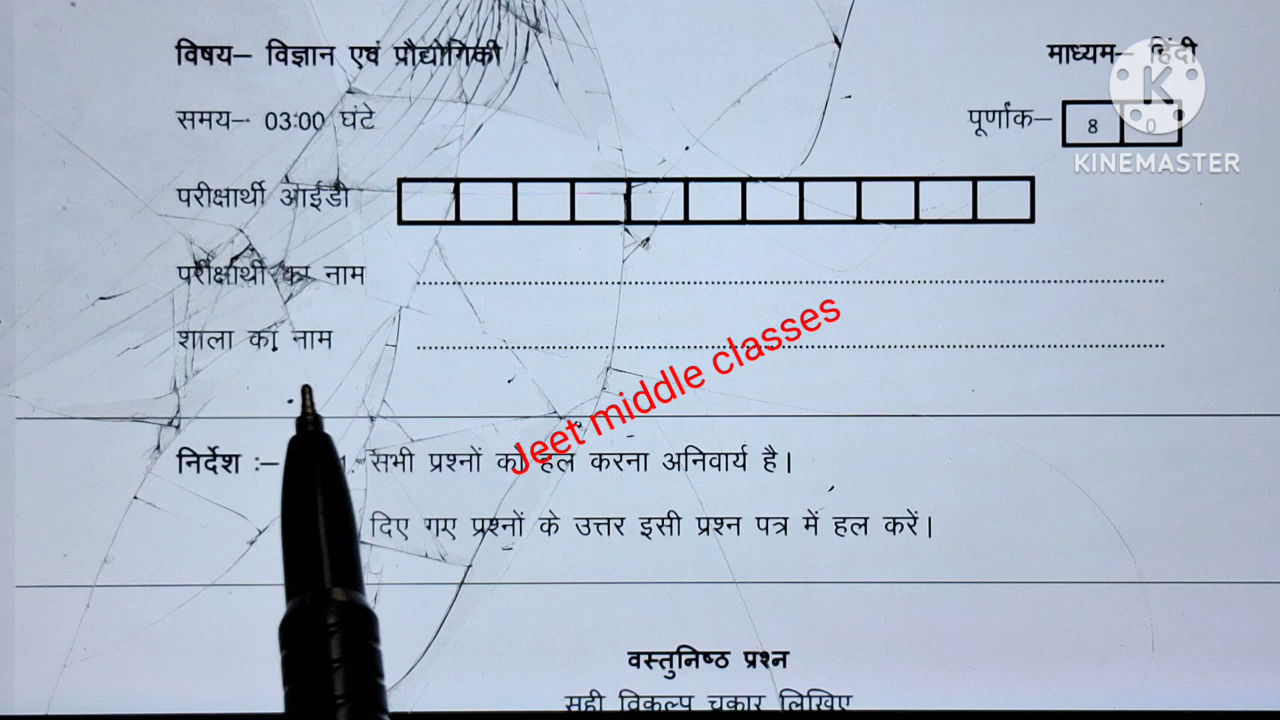 विषय– विज्ञान एवं प्रौद्योगिकी
माध्यम– हिंदी
समय– 03:00 घंटे
पूर्णांक– 8 0
KINEMASTER
परीक्षार्थी आईडी
परीक्षार्थी का नाम
शाला का नाम
Jeet middle classes
निर्देश :– 1. सभी प्रश्नों को हल करना अनिवार्य है।
दिए गए प्रश्नों के उत्तर इसी प्रश्न पत्र में हल करें।
वस्तुनिष्ठ प्रश्न
सही विकल्प चुकार लिखिए